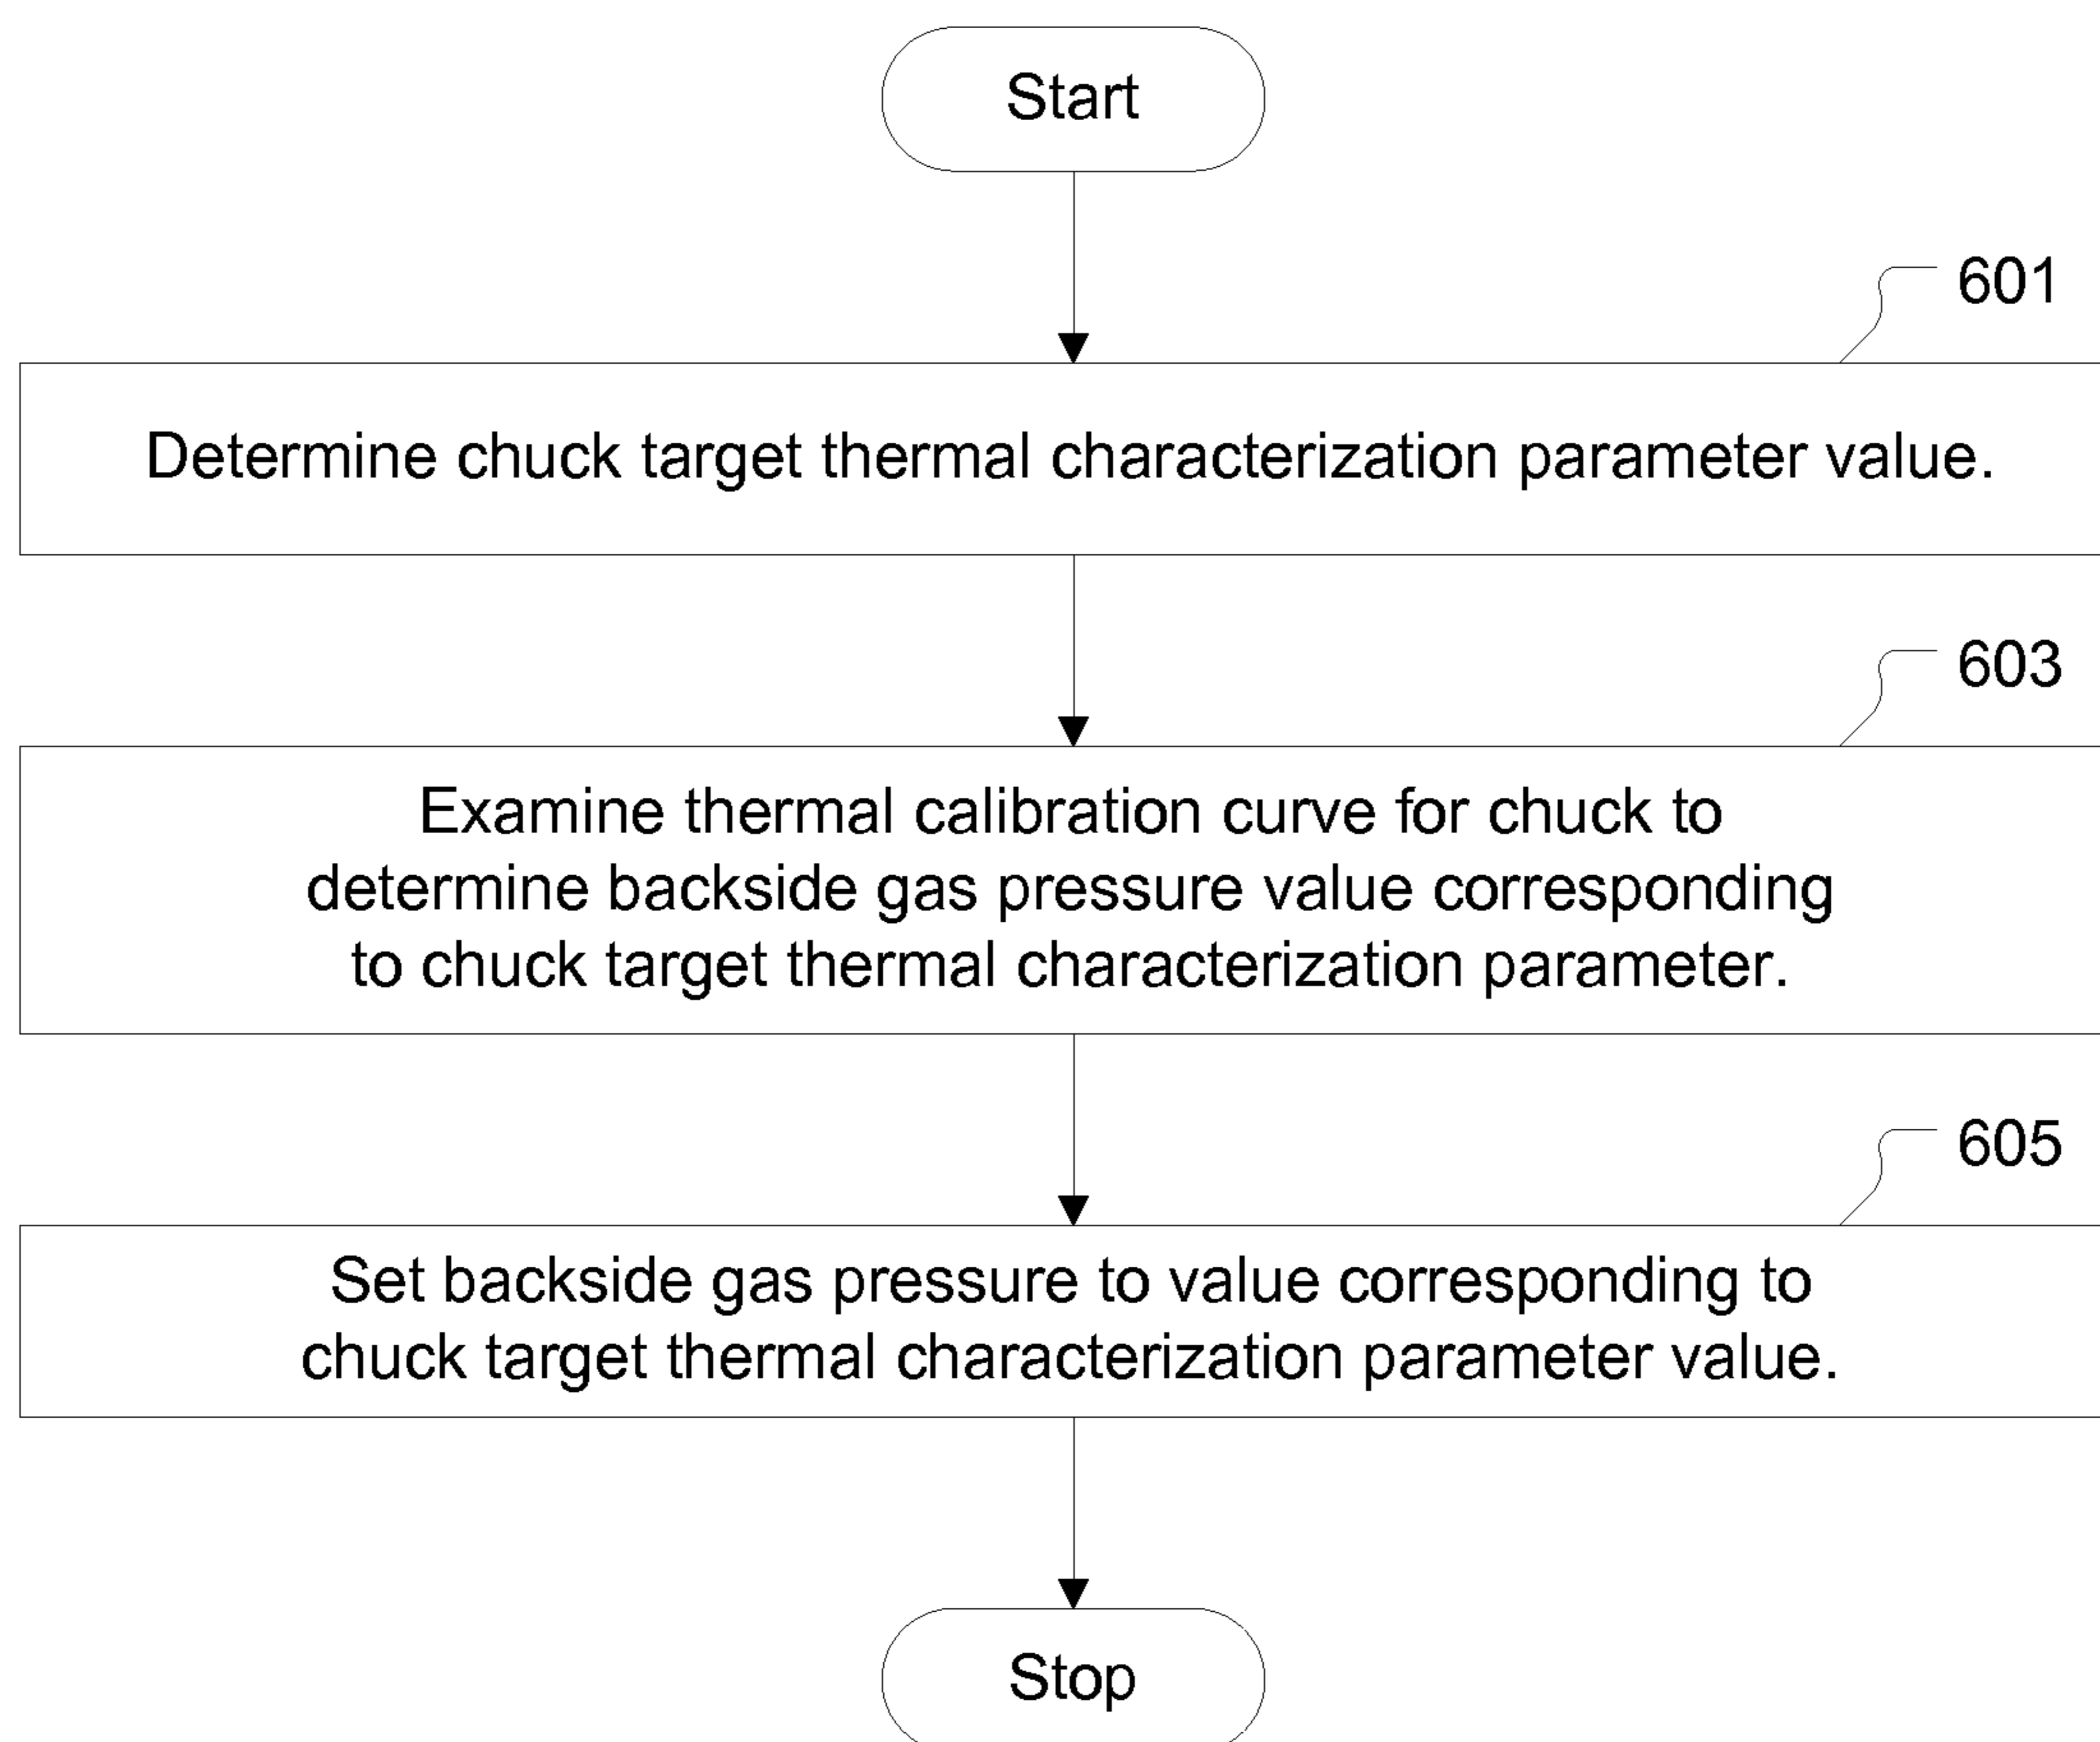 Start
601
Determine chuck target thermal characterization parameter value.
603
Examine thermal calibration curve for chuck to
determine backside gas pressure value corresponding
to chuck target thermal characterization parameter.
605
Set backside gas pressure to value corresponding to
chuck target thermal characterization parameter value.
Stop